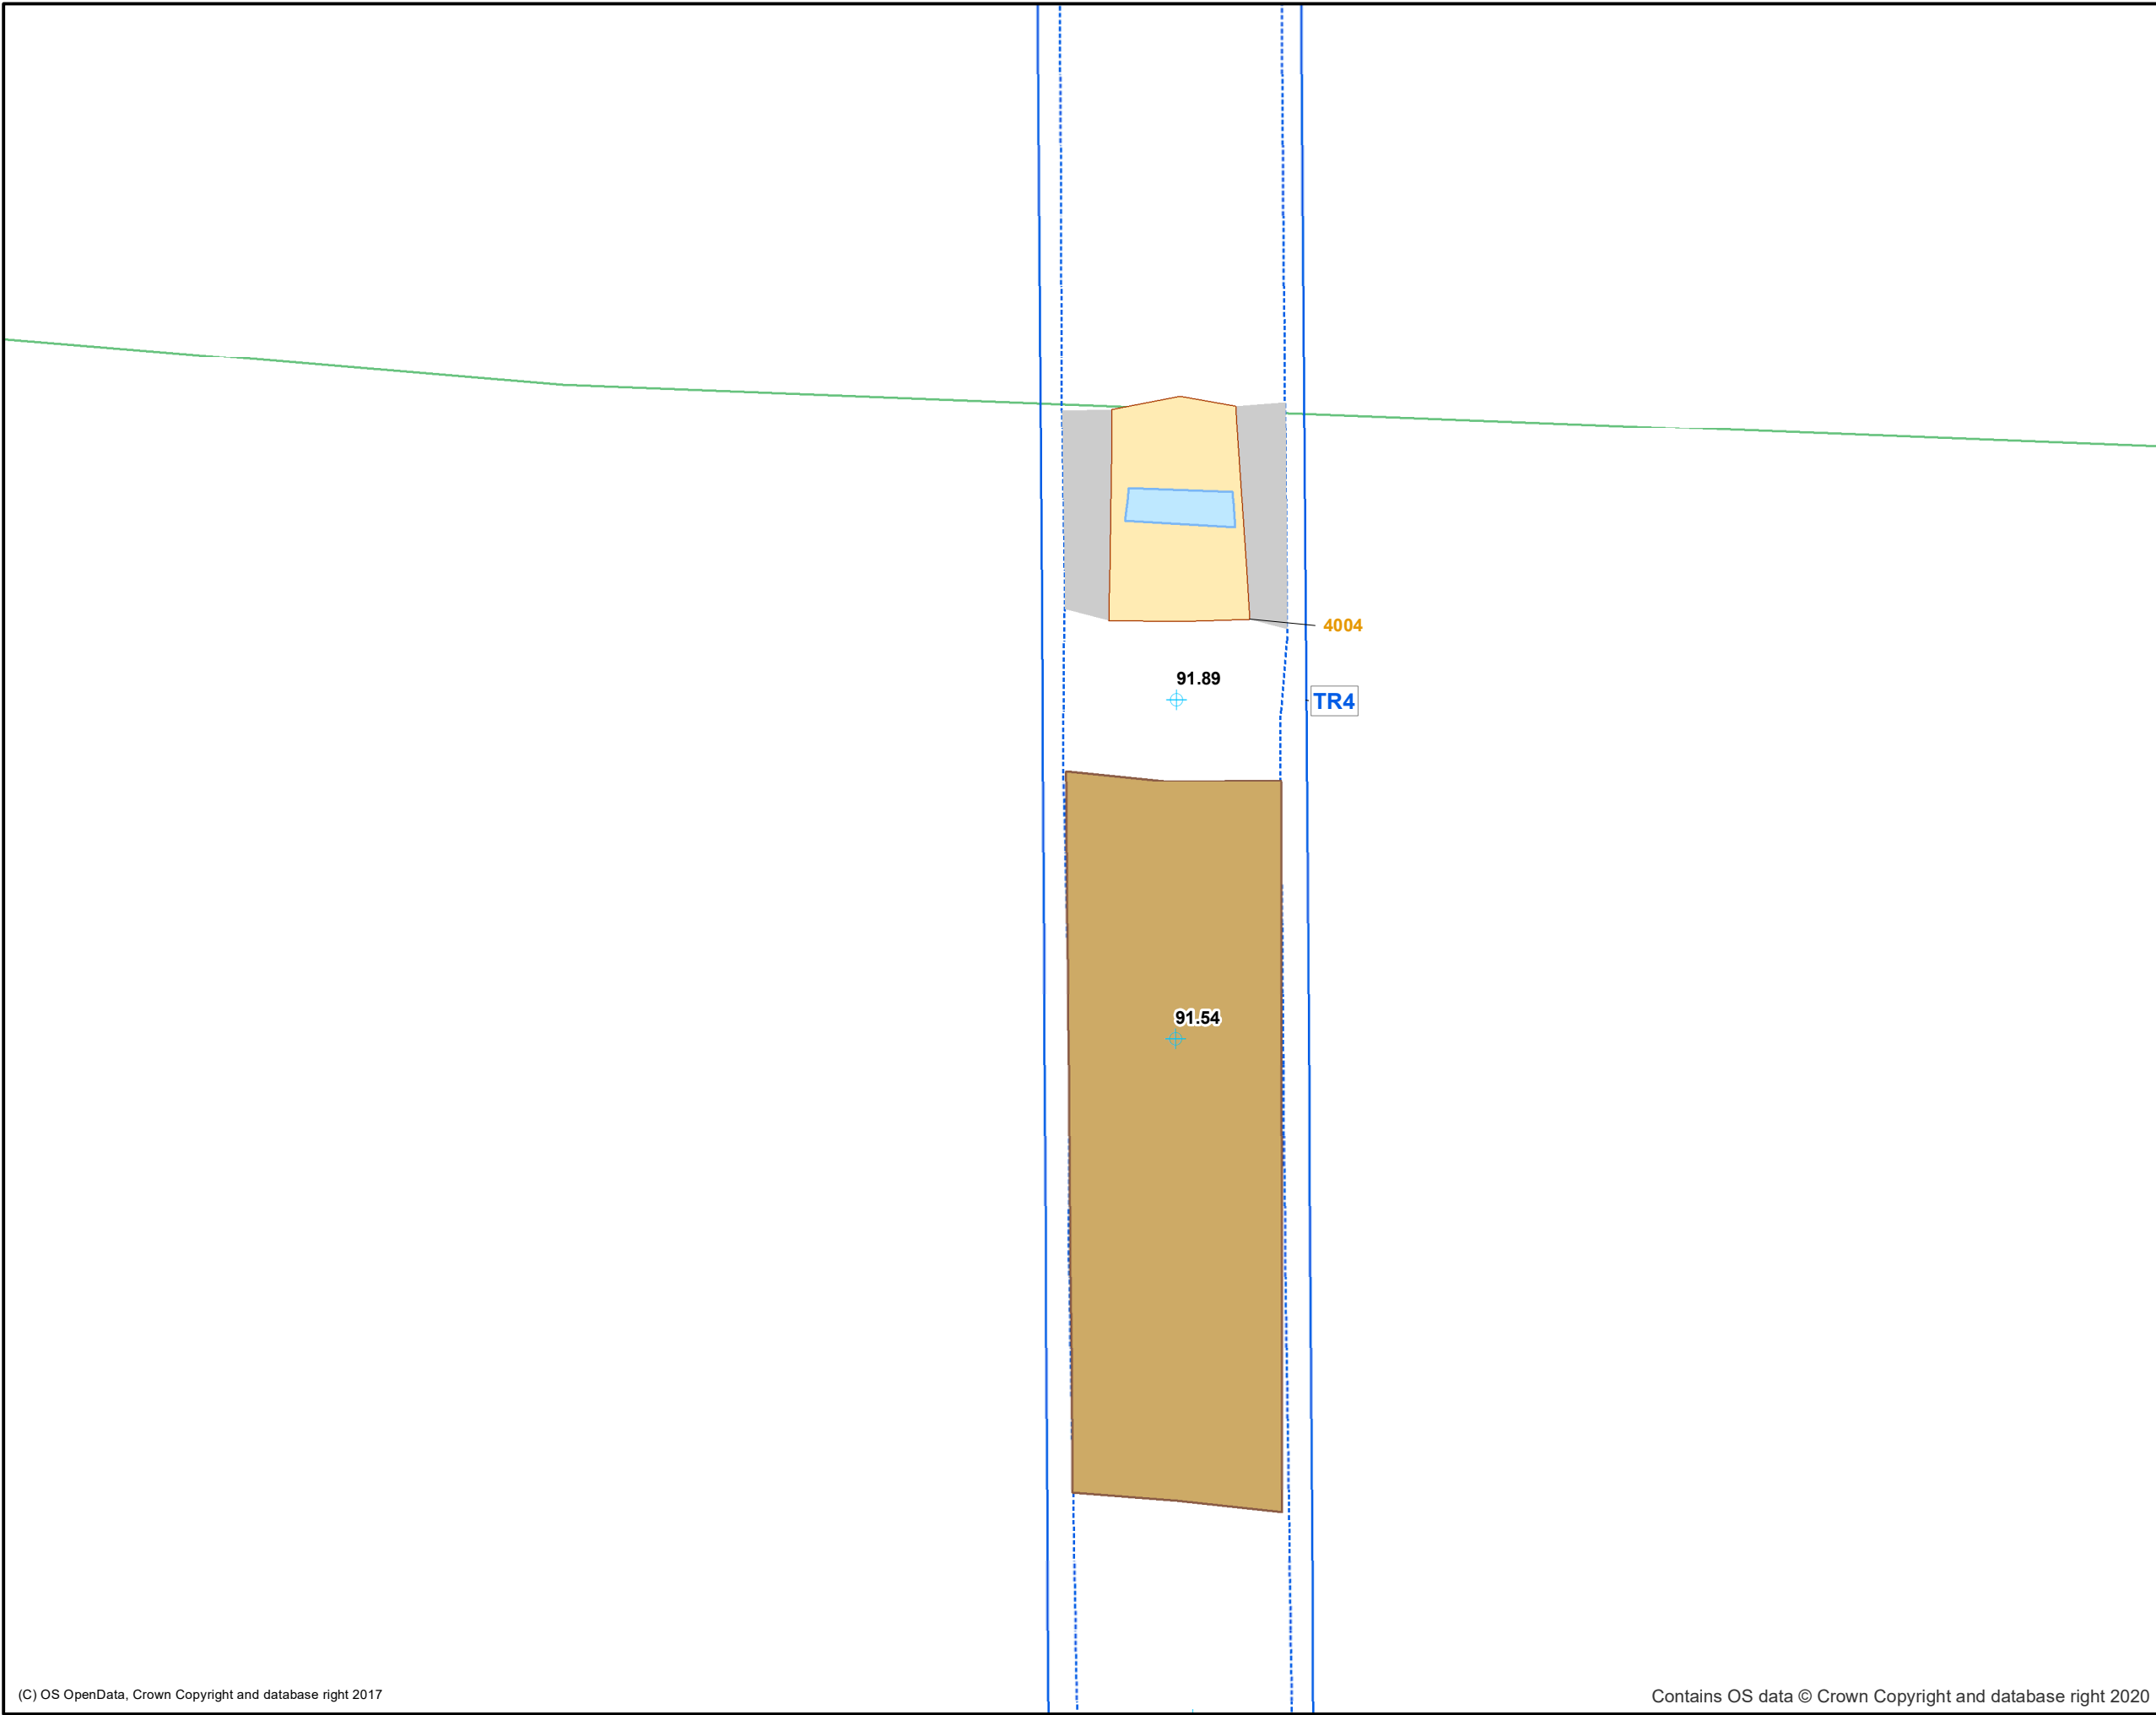 4004
91.89
TR4
91.54
(C) OS OpenData, Crown Copyright and database right 2017
Contains OS data © Crown Copyright and database right 2020